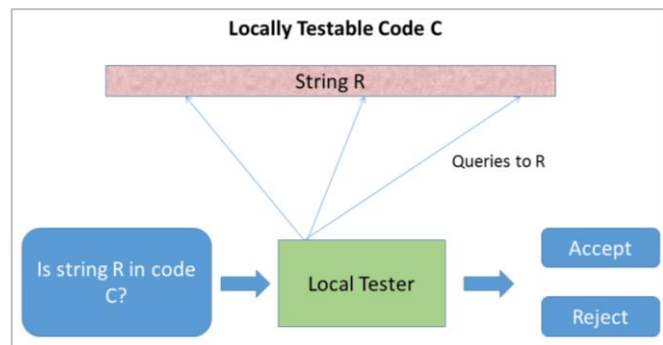 Locally Testable Code C
String R
Queries to R
Is string R in code
C?
Local Tester
Accept
Reject